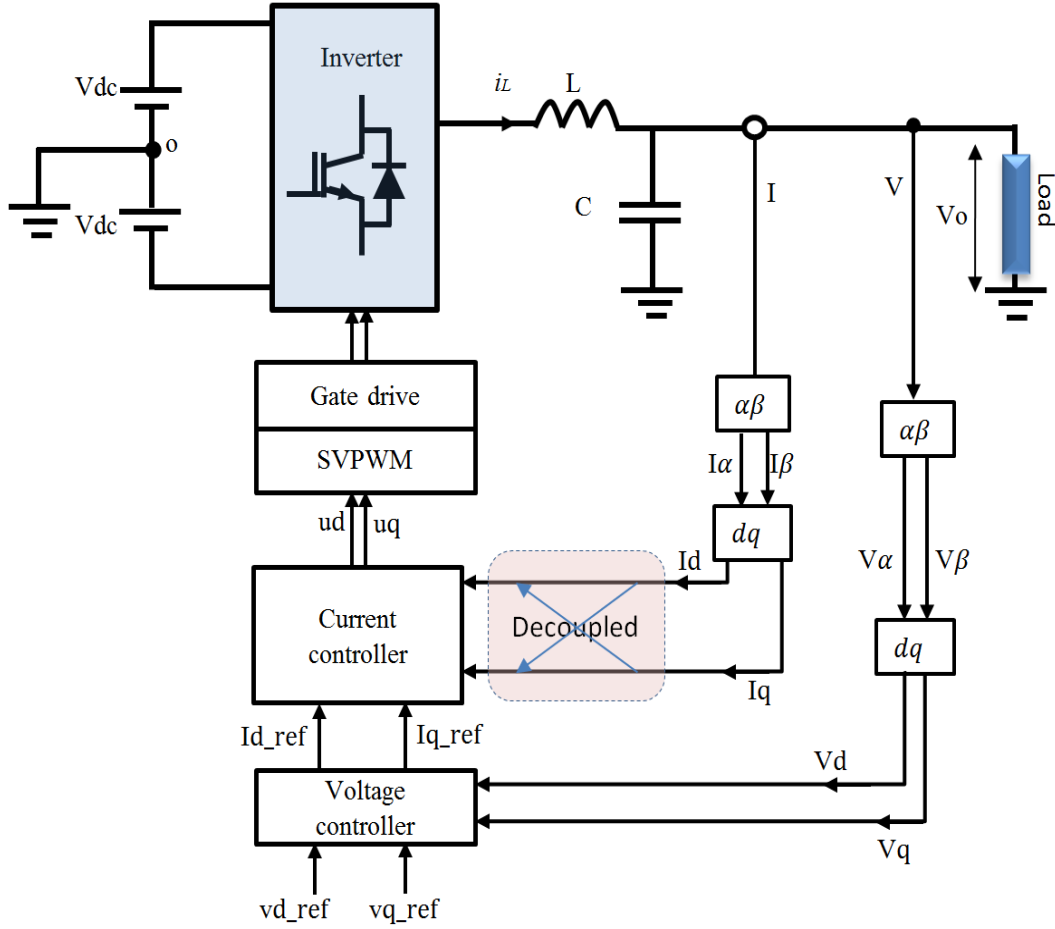 Inverter
Vdc
o
Vdc
iL
L
C
I
V
Vo
Load
Gate drive
SVPWM
αβ
αβ
Iα
Iβ
ud
uq
dq
Vα
Vβ
Id
Decoupled
Current
controller
dq
Iq
Id_ref
Iq_ref
Vd
Voltage
controller
Vq
vd_ref
vq_ref